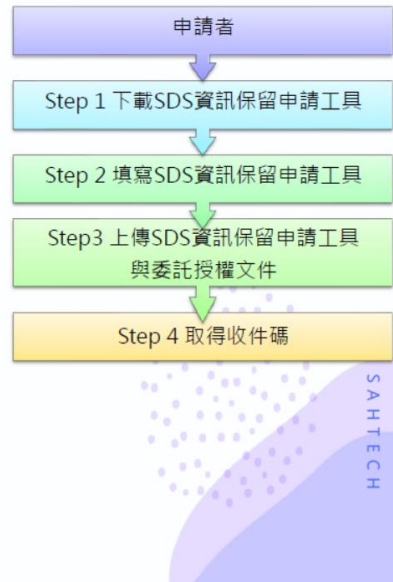 申請者
Step 1 下載SDS資訊保留申請工具
Step 2 填寫SDS資訊保留申請工具
Step3 上傳SDS資訊保留申請工具
與委託授權文件
Step 4 取得收件碼
SAHTECH